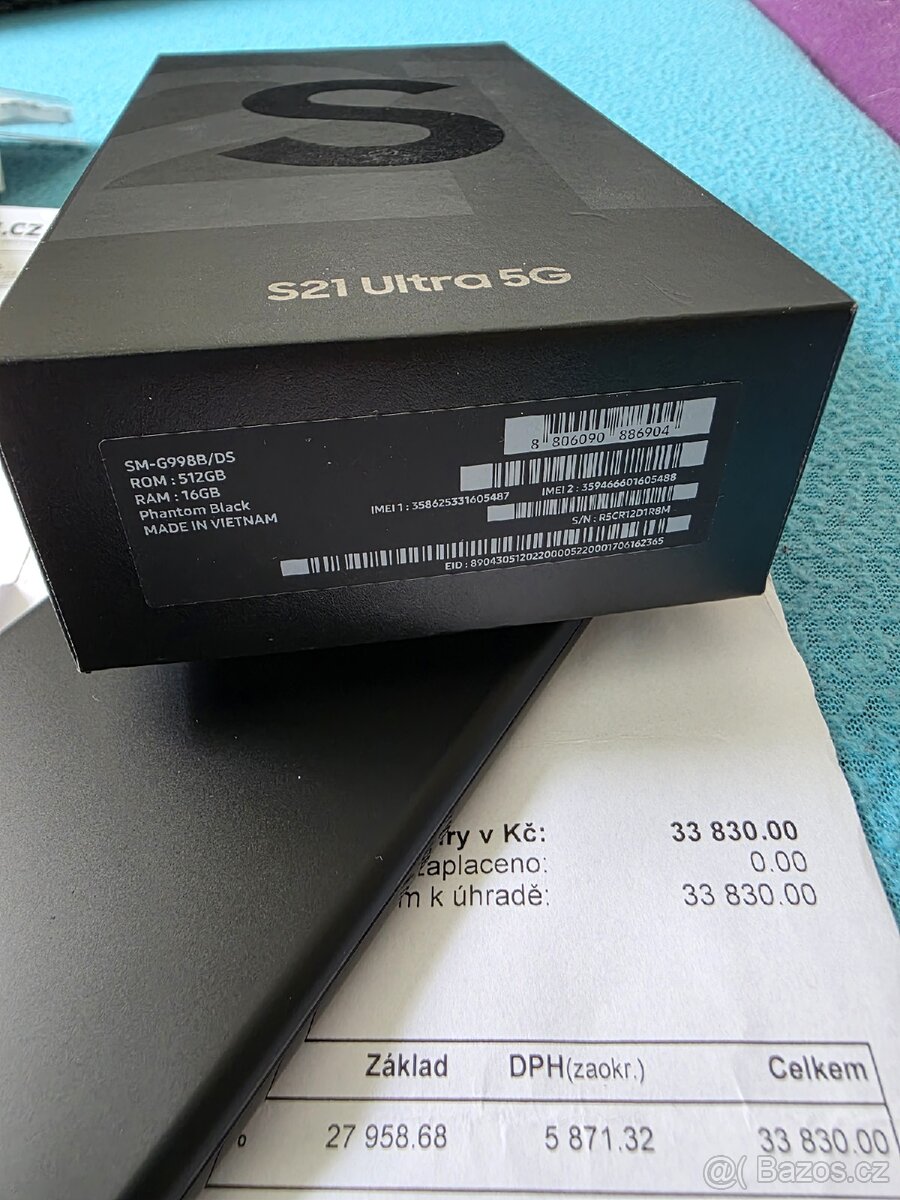 .cz
S
S21 Ultra 5G
SM-G998B/DS
ROM : 512GB
RAM : 16GB
Phantom Black
MADE IN VIETNAM
8 806090 886904
IMEI 1 : 358625331605487
IMEI 2 : 359466601605488
S/N : R5CR12D1R8M
EID : 89043051202200005220001706162365
ry v Kč: 33 830.00
zaplaceno: 0.00
m k úhradě: 33 830.00
Základ DPH(zaokr.) Celkem
o 27 958.68 5 871.32 33 830.00
@( Bazos.cz